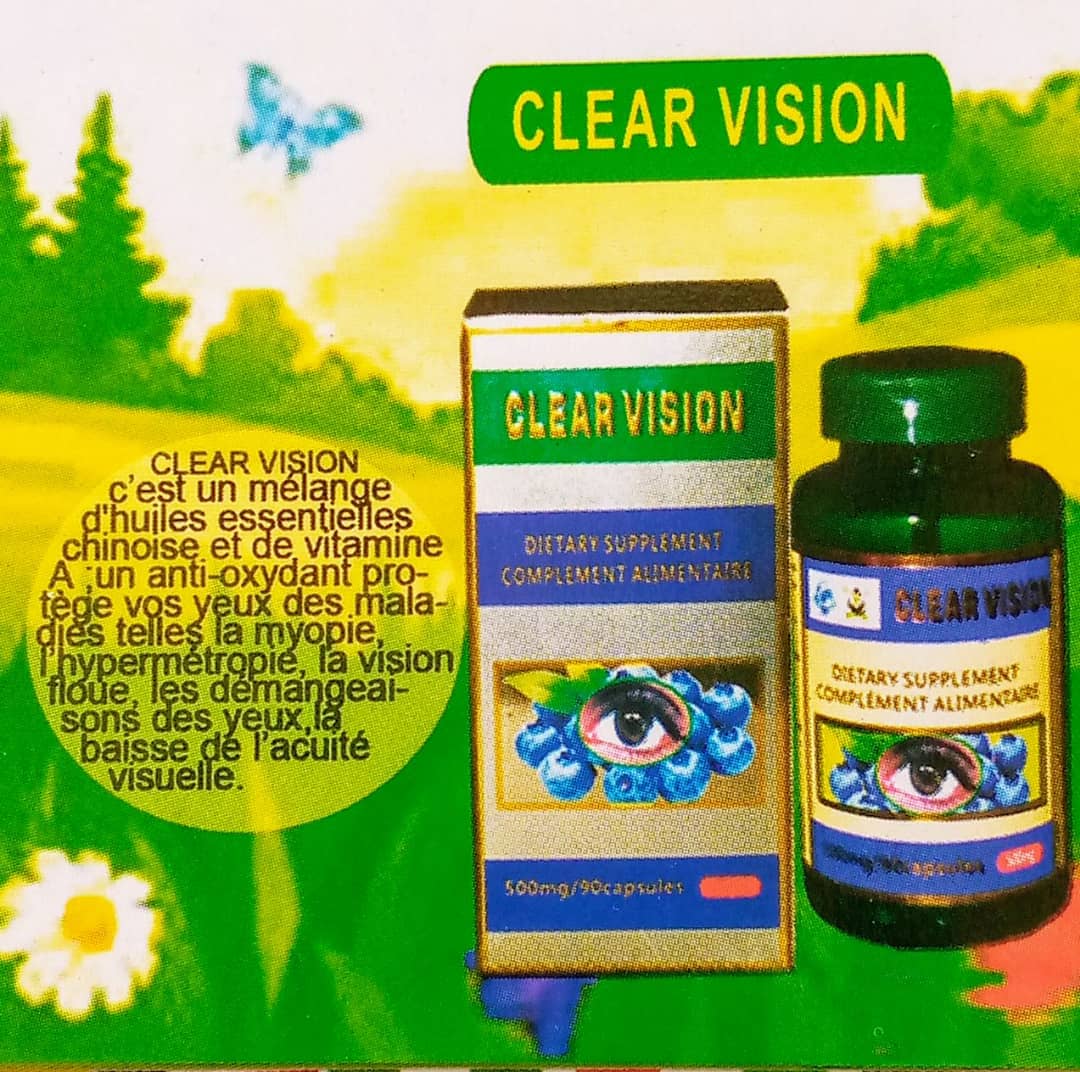 CLEAR VISION
CLEAR VISION
c'est un mélange
d'huiles essentielles
chinoise et de vitamine
A ;un anti-oxydant pro-
tège vos yeux des mala-
dies telles la myopie,
l'hypermétropie, la vision
floue, les démangeai-
sons des yeux,la
baisse de l'acuité
visuelle.
CLEAR VISION
DIETARY SUPPLEMENT
COMPLEMENT ALIMENTAIRE
500mg/90capsules
CLEAR VISION
DIETARY SUPPLEMENT
COMPLÉMENT ALIMENTAIRE
500mg/90capsules